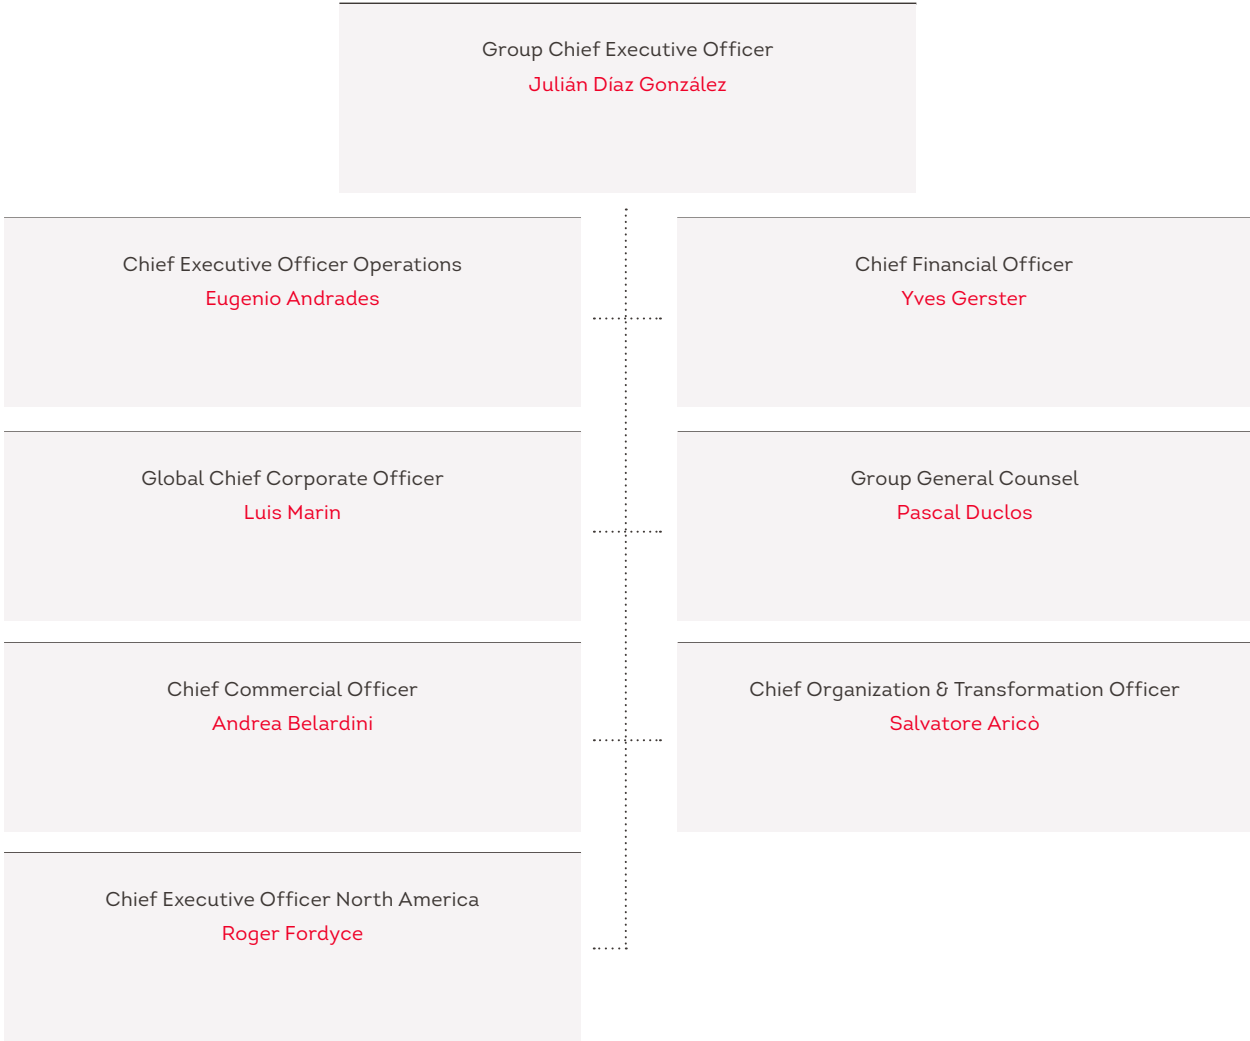 Group Chief Executive Officer
Julián Díaz González
Chief Executive Officer Operations
Eugenio Andrades
Chief Financial Officer
Yves Gerster
Global Chief Corporate Officer
Luis Marin
Group General Counsel
Pascal Duclos
Chief Commercial Officer
Andrea Belardini
Chief Organization & Transformation Officer
Salvatore Aricò
Chief Executive Officer North America
Roger Fordyce